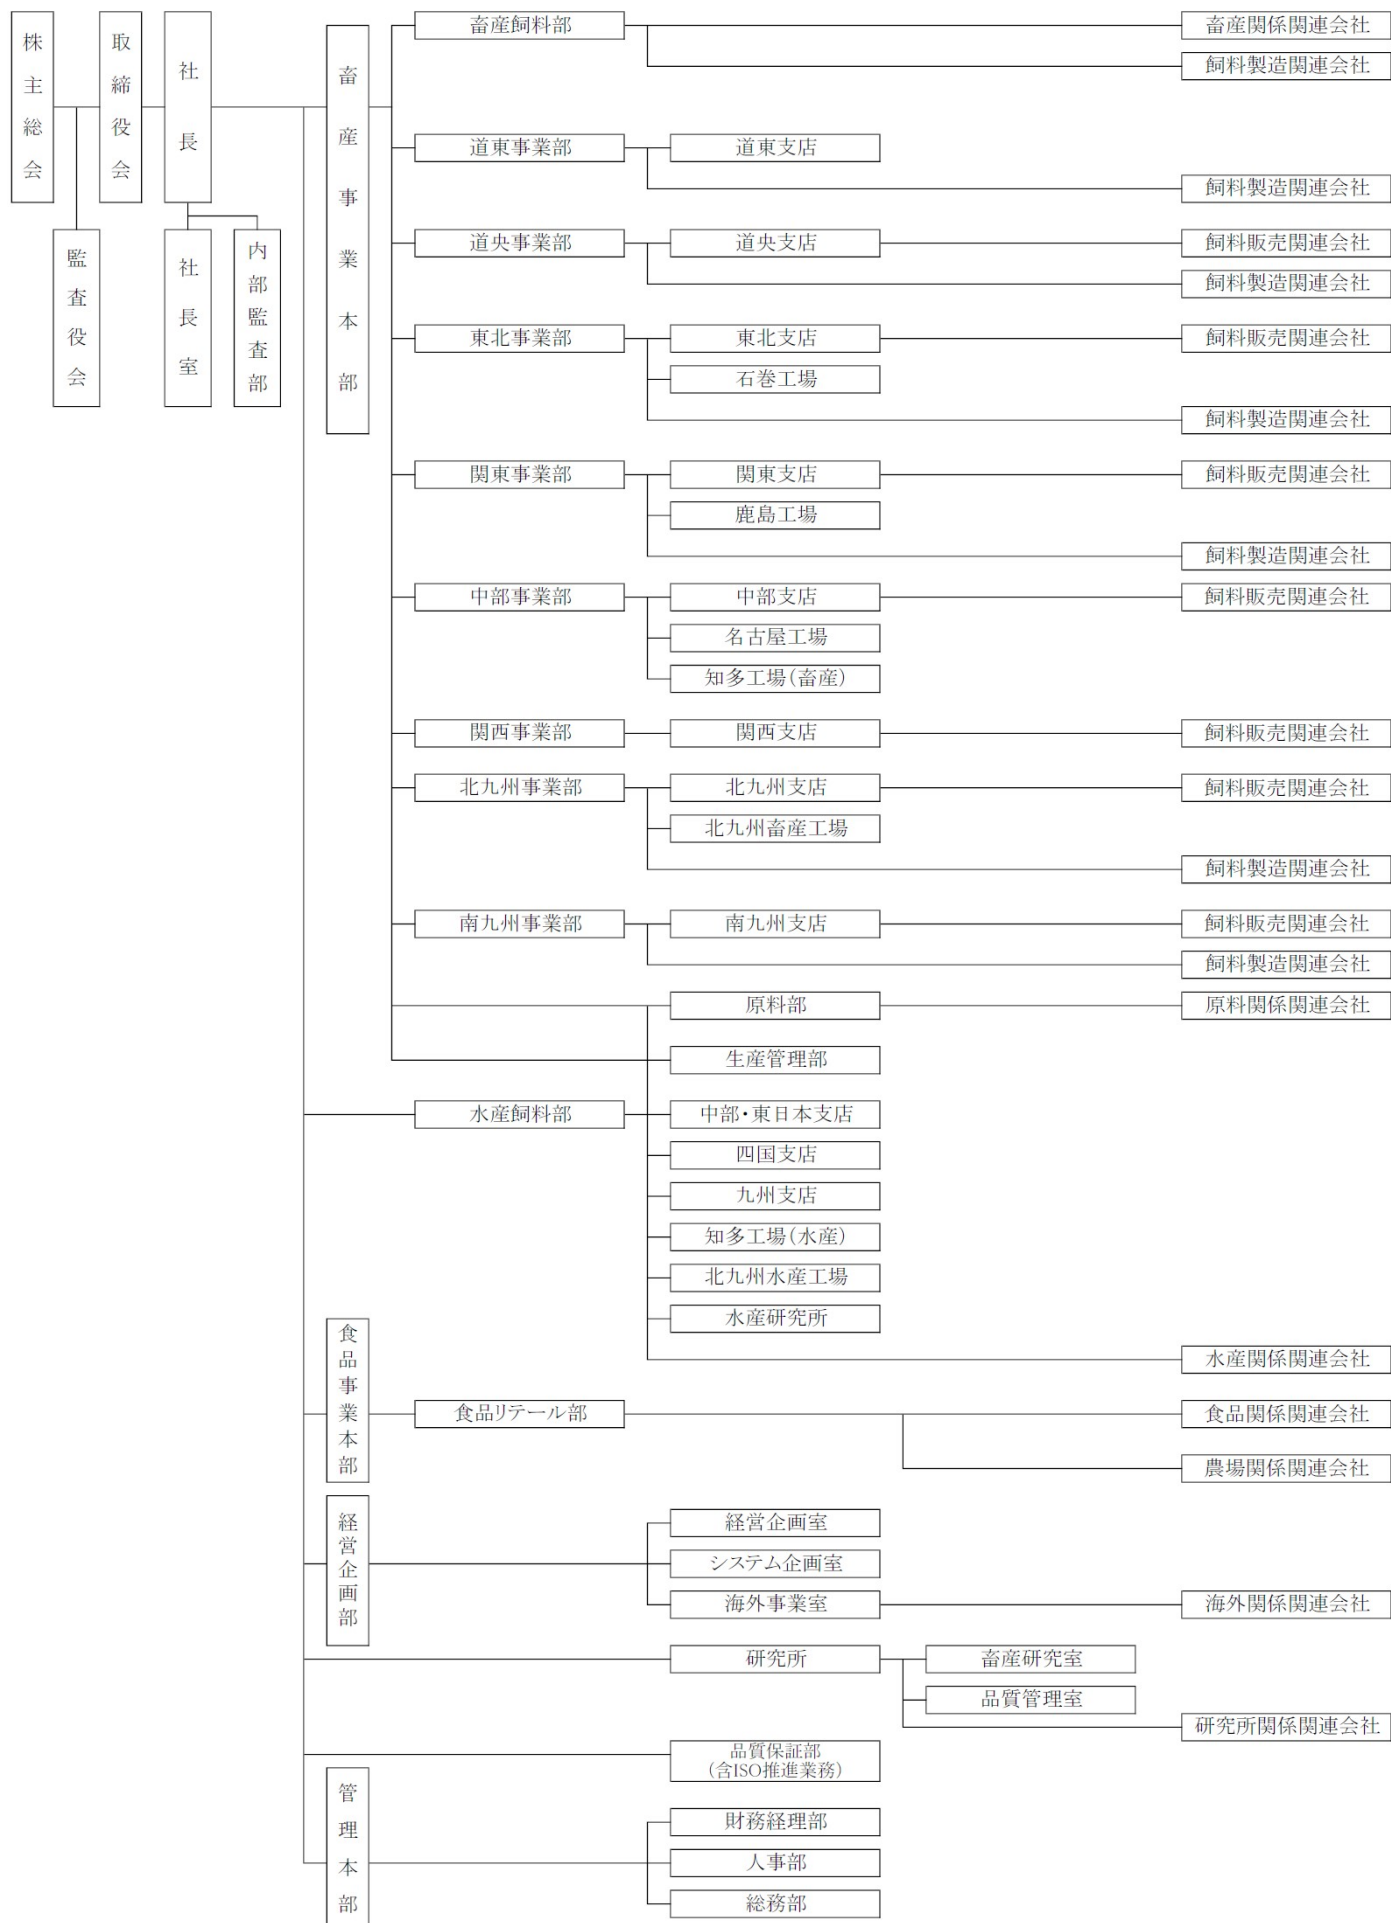 株主総会
取締役会
社長
監査役会
社長室
内部監査部
畜産事業本部
畜産飼料部
畜産関係関連会社
飼料製造関連会社
道東事業部
道東支店
飼料製造関連会社
道央事業部
道央支店
飼料販売関連会社
飼料製造関連会社
東北事業部
東北支店
飼料販売関連会社
石巻工場
飼料製造関連会社
関東事業部
関東支店
飼料販売関連会社
鹿島工場
飼料製造関連会社
中部事業部
中部支店
飼料販売関連会社
名古屋工場
知多工場(畜産)
関西事業部
関西支店
飼料販売関連会社
北九州事業部
北九州支店
飼料販売関連会社
北九州畜産工場
飼料製造関連会社
南九州事業部
南九州支店
飼料販売関連会社
飼料製造関連会社
原料部
原料関係関連会社
生産管理部
水産飼料部
中部・東日本支店
四国支店
九州支店
知多工場(水産)
北九州水産工場
水産研究所
水産関係関連会社
食品事業本部
食品リテール部
食品関係関連会社
農場関係関連会社
経営企画部
経営企画室
システム企画室
海外事業室
海外関係関連会社
研究所
畜産研究室
品質管理室
研究所関係関連会社
品質保証部
(含ISO推進業務)
管理本部
財務経理部
人事部
総務部